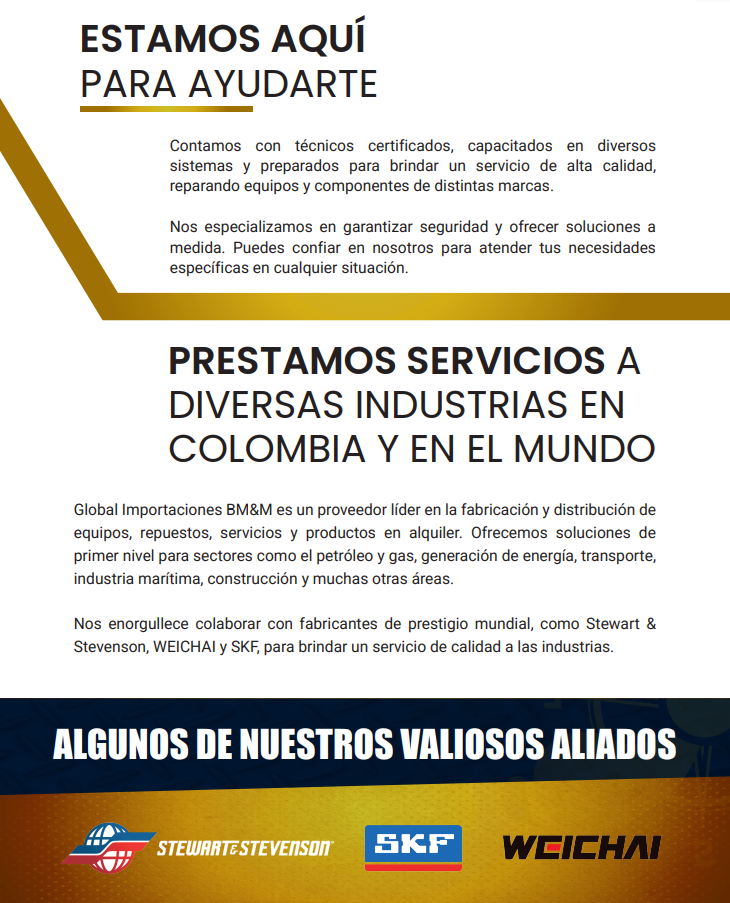 ESTAMOS AQUÍ
PARA AYUDARTE
Contamos con técnicos certificados, capacitados en diversos
sistemas y preparados para brindar un servicio de alta calidad,
reparando equipos y componentes de distintas marcas.
Nos especializamos en garantizar seguridad y ofrecer soluciones a
medida. Puedes confiar en nosotros para atender tus necesidades
específicas en cualquier situación.
PRESTAMOS SERVICIOS A
DIVERSAS INDUSTRIAS EN
COLOMBIA Y EN EL MUNDO
Global Importaciones BM&M es un proveedor líder en la fabricación y distribución de
equipos, repuestos, servicios y productos en alquiler. Ofrecemos soluciones de
primer nivel para sectores como el petróleo y gas, generación de energía, transporte,
industria marítima, construcción y muchas otras áreas.
Nos enorgullece colaborar con fabricantes de prestigio mundial, como Stewart &
Stevenson, WEICHAI y SKF, para brindar un servicio de calidad a las industrias.
ALGUNOS DE NUESTROS VALIOSOS ALIADOS
STEWART & STEVENSON SKF WEICHAI